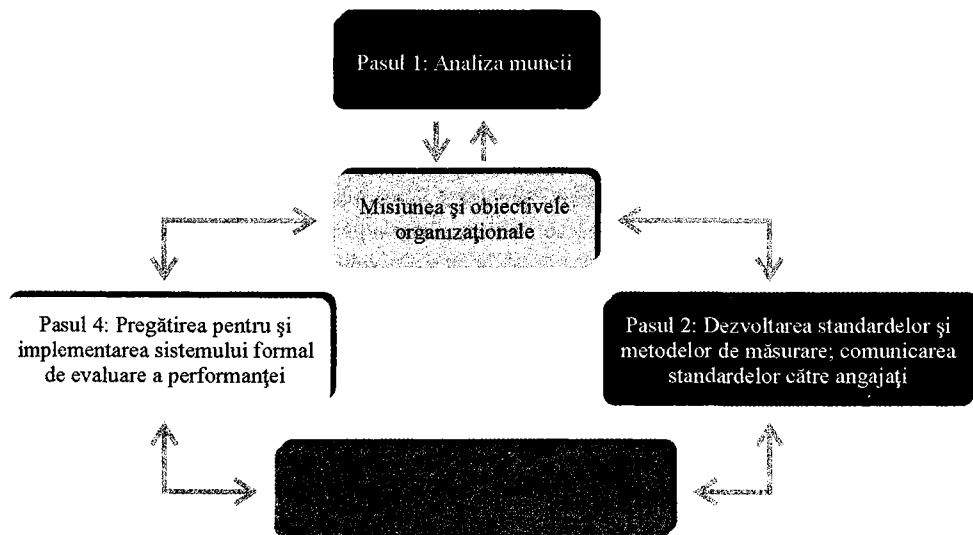 Pasul 1: Analiza muncii
Misiunea şi obiectivele
organizaţionale
Pasul 4: Pregătirea pentru şi
implementarea sistemului formal
de evaluare a performanţei
Pasul 2: Dezvoltarea standardelor şi
metodelor de măsurare; comunicarea
standardelor către angajaţi